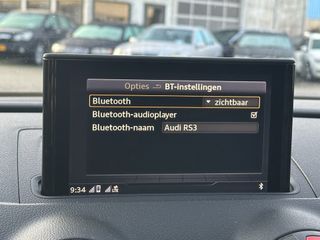 Opties BT-instellingen
Bluetooth zichtbaar
Bluetooth-audioplayer
Bluetooth-naam Audi RS3
9:34